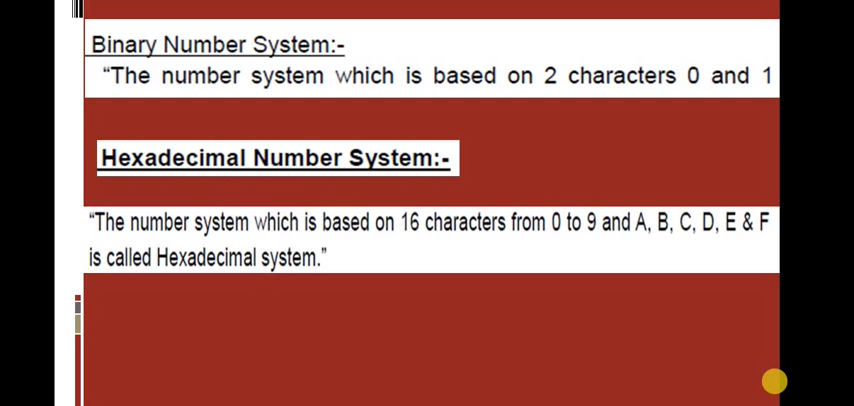 Binary Number System:-
“The number system which is based on 2 characters 0 and 1
Hexadecimal Number System:-
“The number system which is based on 16 characters from 0 to 9 and A, B, C, D, E & F
is called Hexadecimal system.”